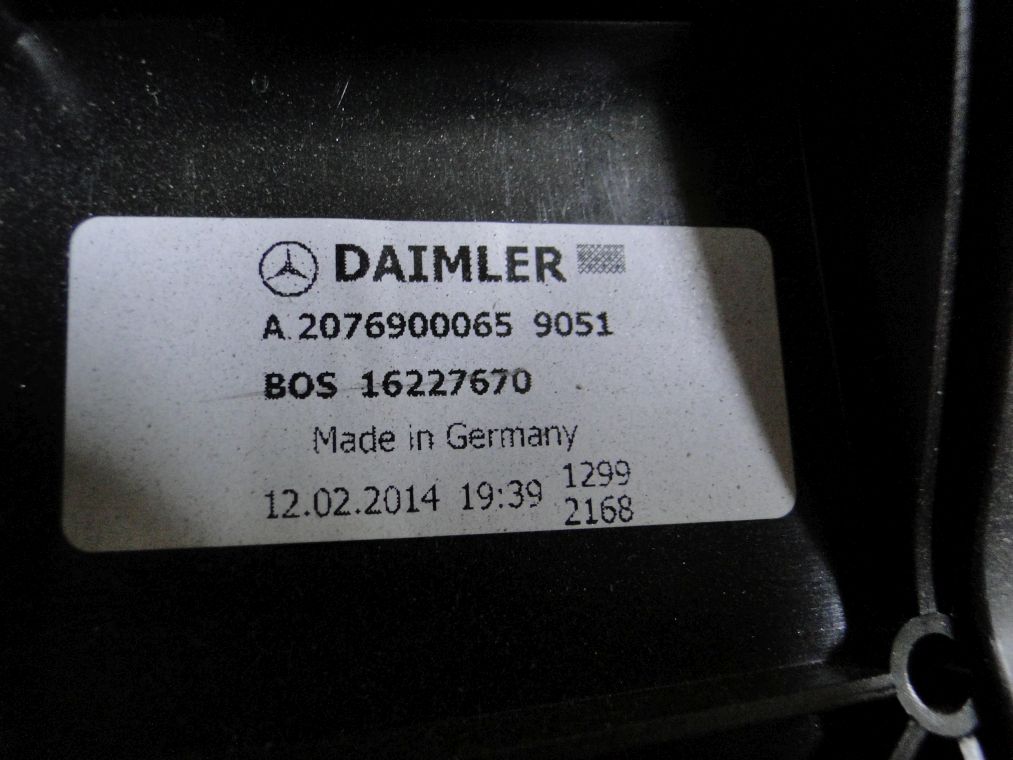 DAIMLER
A 2076900065 9051
BOS 16227670
Made in Germany
12.02.2014 19:39 1299
2168